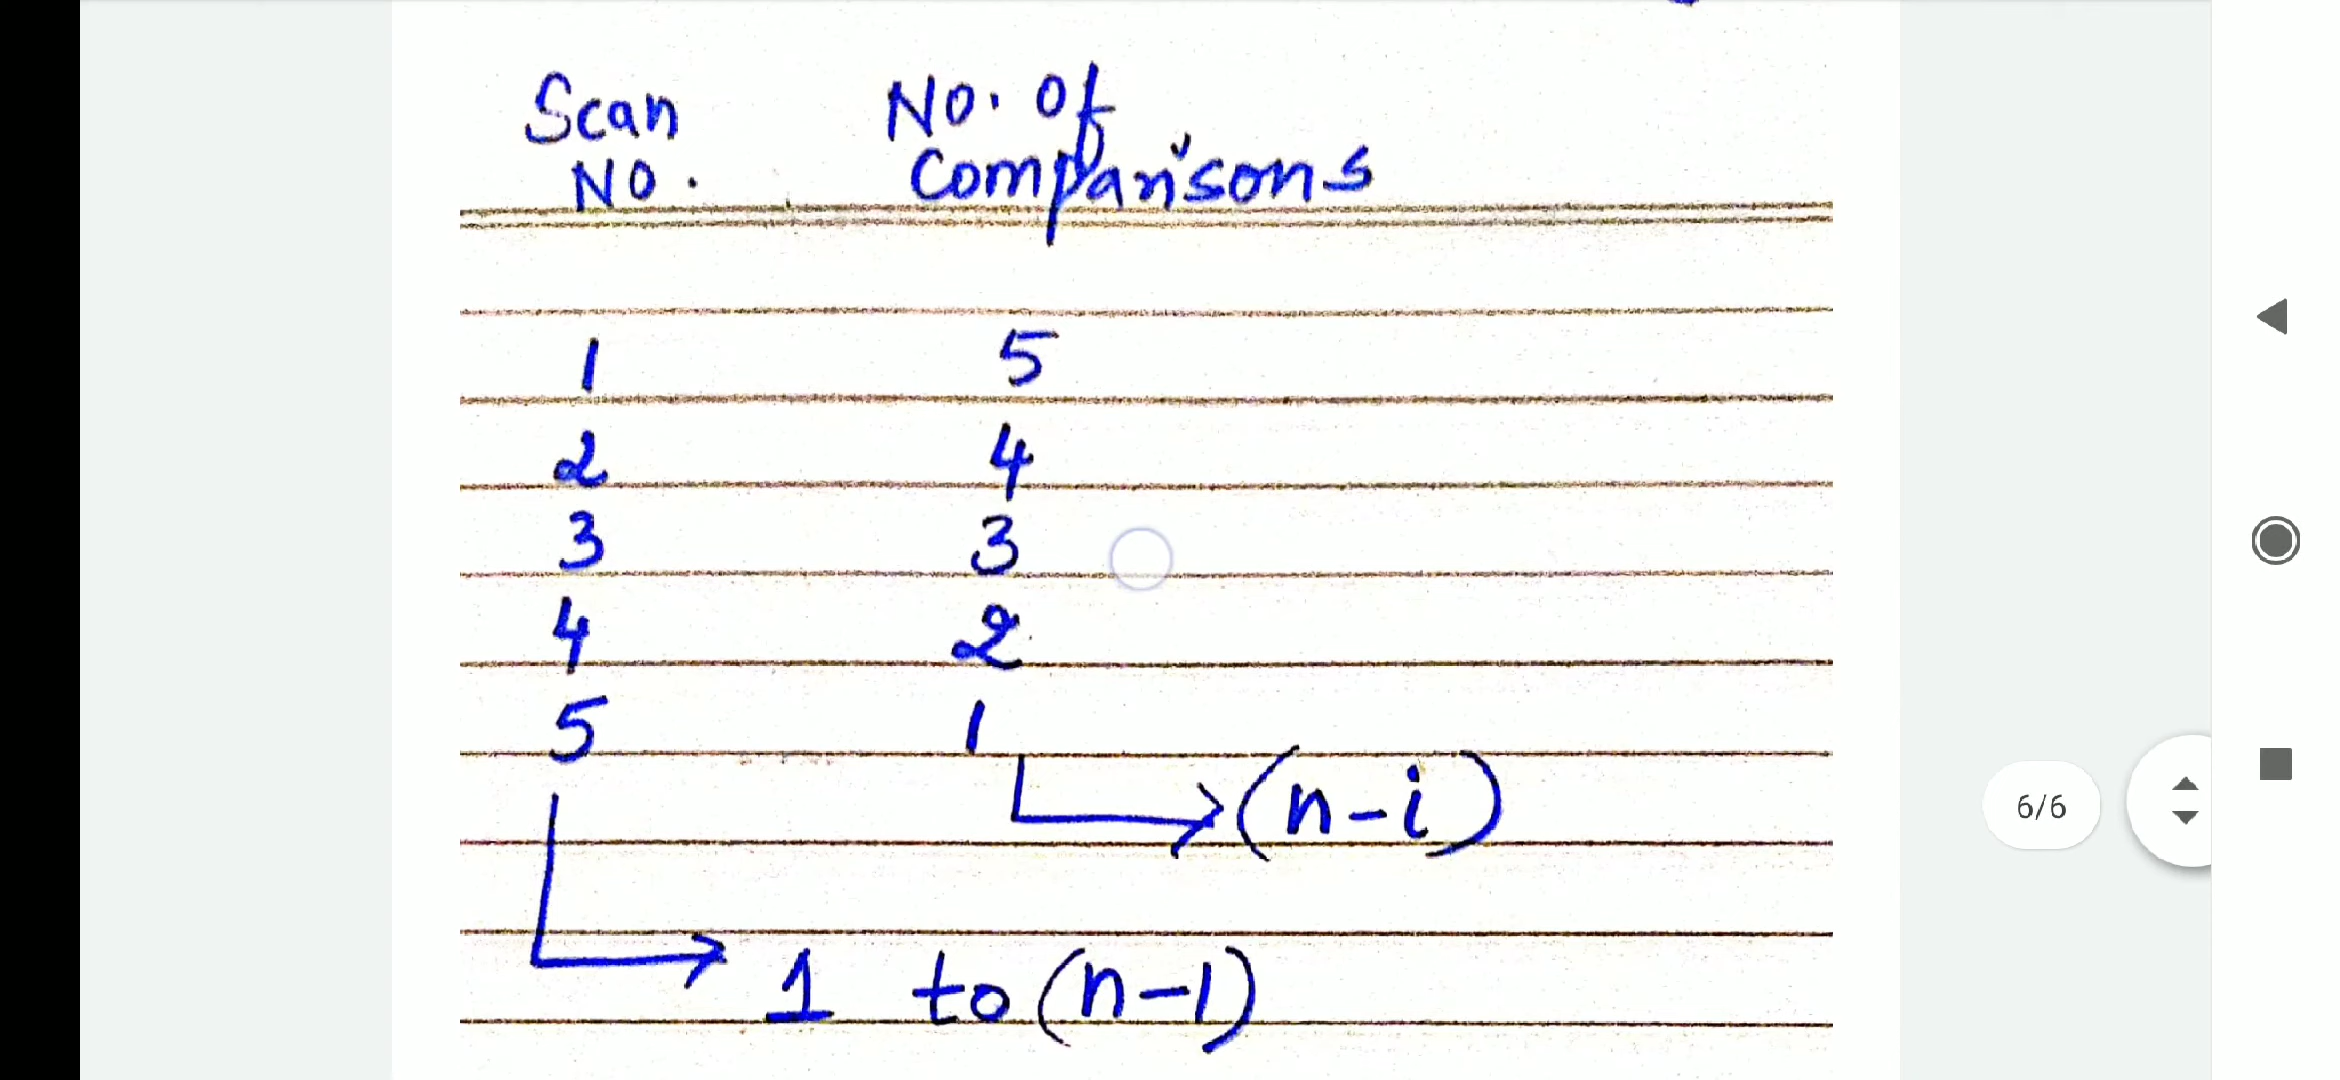 Scan No. of
NO. Comparisons
1 5
2 4
3 3
4 2
5 1
(n-i)
1 to (n-1)
6/6